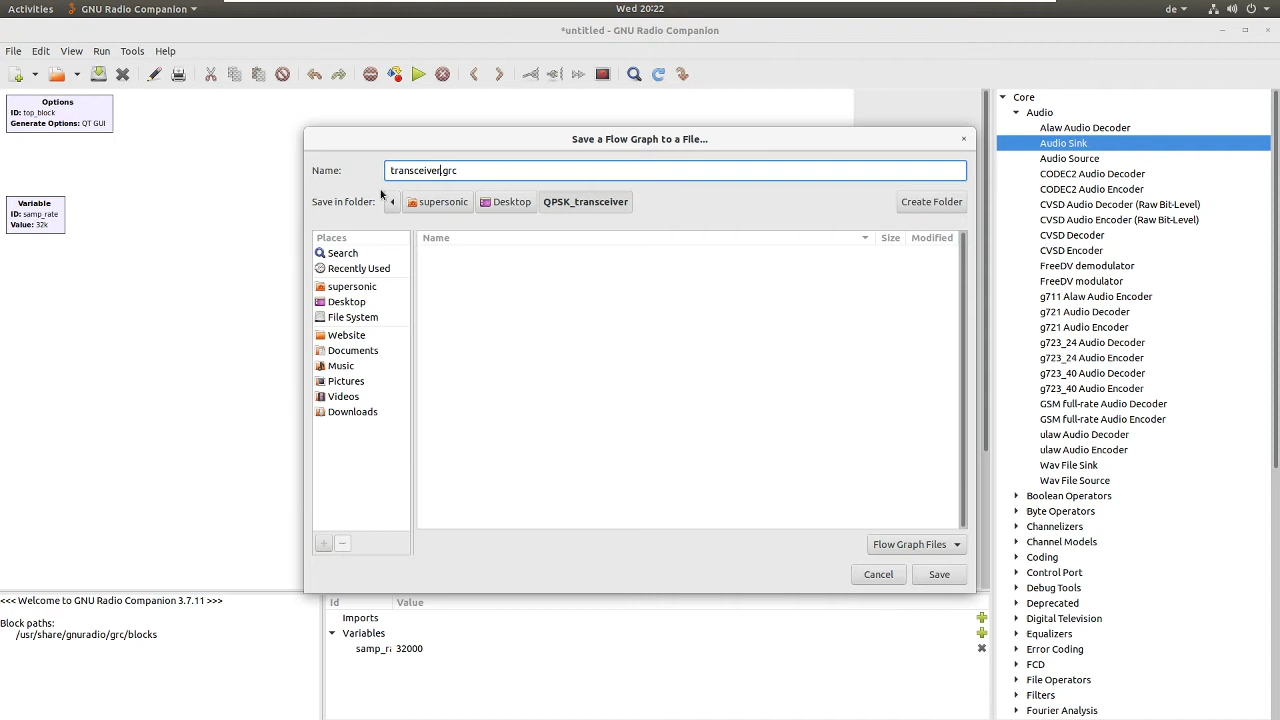 Activities
GNU Radio Companion
Wed 20:22
de
*untitled - GNU Radio Companion
File Edit View Run Tools Help
Options
ID: top_block
Generate Options: QT GUI
Variable
ID: samp_rate
Value: 32k
Save a Flow Graph to a File...
Name: transceiver.grc
Save in folder: supersonic Desktop QPSK_transceiver Create Folder
Places
Search
Recently Used
supersonic
Desktop
File System
Website
Documents
Music
Pictures
Videos
Downloads
Name Size Modified
Flow Graph Files
Cancel Save
<<< Welcome to GNU Radio Companion 3.7.11 >>>
Block paths:
/usr/share/gnuradio/grc/blocks
Id Value
Imports
Variables
samp_ra 32000
Core
Audio
Alaw Audio Decoder
Audio Sink
Audio Source
CODEC2 Audio Decoder
CODEC2 Audio Encoder
CVSD Audio Decoder (Raw Bit-Level)
CVSD Audio Encoder (Raw Bit-Level)
CVSD Decoder
CVSD Encoder
FreeDV demodulator
FreeDV modulator
g711 Alaw Audio Encoder
g721 Audio Decoder
g721 Audio Encoder
g723_24 Audio Decoder
g723_24 Audio Encoder
g723_40 Audio Decoder
g723_40 Audio Encoder
GSM full-rate Audio Decoder
GSM full-rate Audio Encoder
ulaw Audio Decoder
ulaw Audio Encoder
Wav File Sink
Wav File Source
Boolean Operators
Byte Operators
Channelizers
Channel Models
Coding
Control Port
Debug Tools
Deprecated
Digital Television
Equalizers
Error Coding
FCD
File Operators
Filters
Fourier Analysis